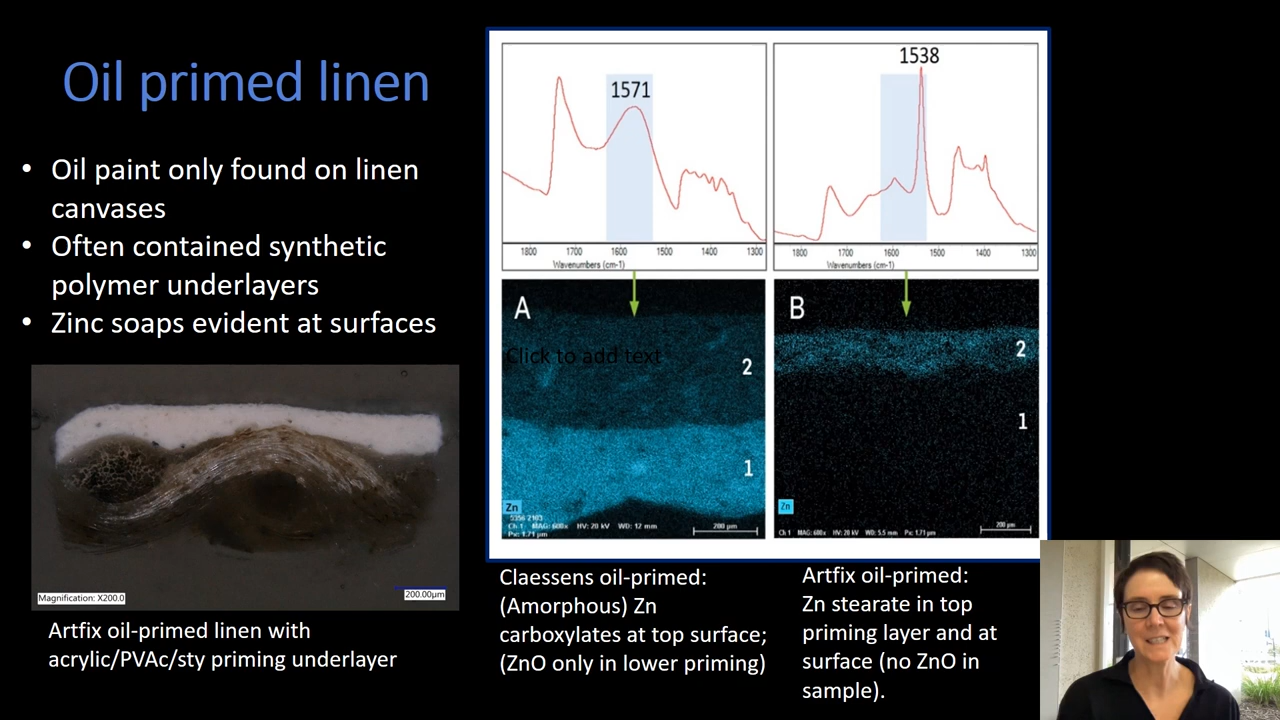 Oil primed linen
• Oil paint only found on linen
canvases
• Often contained synthetic
polymer underlayers
• Zinc soaps evident at surfaces
Magnification: X200.0
200.00µm
Artfix oil-primed linen with
acrylic/PVAc/sty priming underlayer
1571
1800 1700 1600 1500 1400 1300
Wavenumbers (cm-1)
1538
1800 1700 1600 1500 1400 1300
Wavenumbers (cm-1)
A
Click to add text
2
1
Zn
5356 2103
Ch 1 MAG: 600x HV: 20 kV WD: 12 mm
Px: 1.71 µm
200 µm
B
2
1
Zn
Ch 1 MAG: 600x HV: 20 kV WD: 5.5 mm Px: 1.71 µm
200 µm
Claessens oil-primed:
(Amorphous) Zn
carboxylates at top surface;
(ZnO only in lower priming)
Artfix oil-primed:
Zn stearate in top
priming layer and at
surface (no ZnO in
sample).